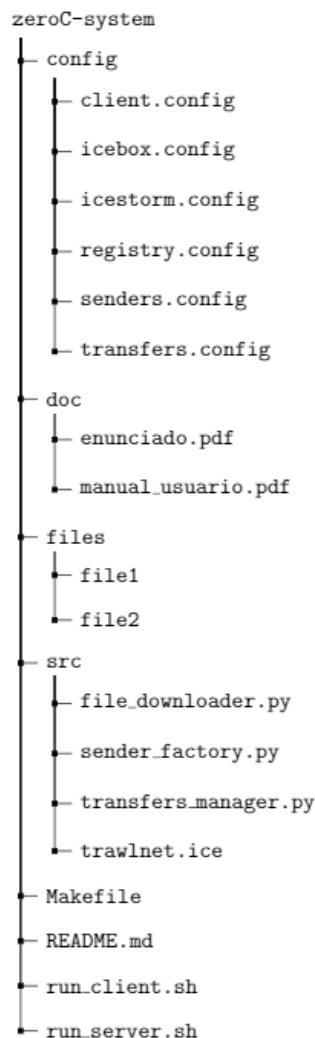 zeroC-system
config
client.config
icebox.config
icestorm.config
registry.config
senders.config
transfers.config
doc
enunciado.pdf
manual_usuario.pdf
files
file1
file2
src
file_downloader.py
sender_factory.py
transfers_manager.py
trawlnet.ice
Makefile
README.md
run_client.sh
run_server.sh